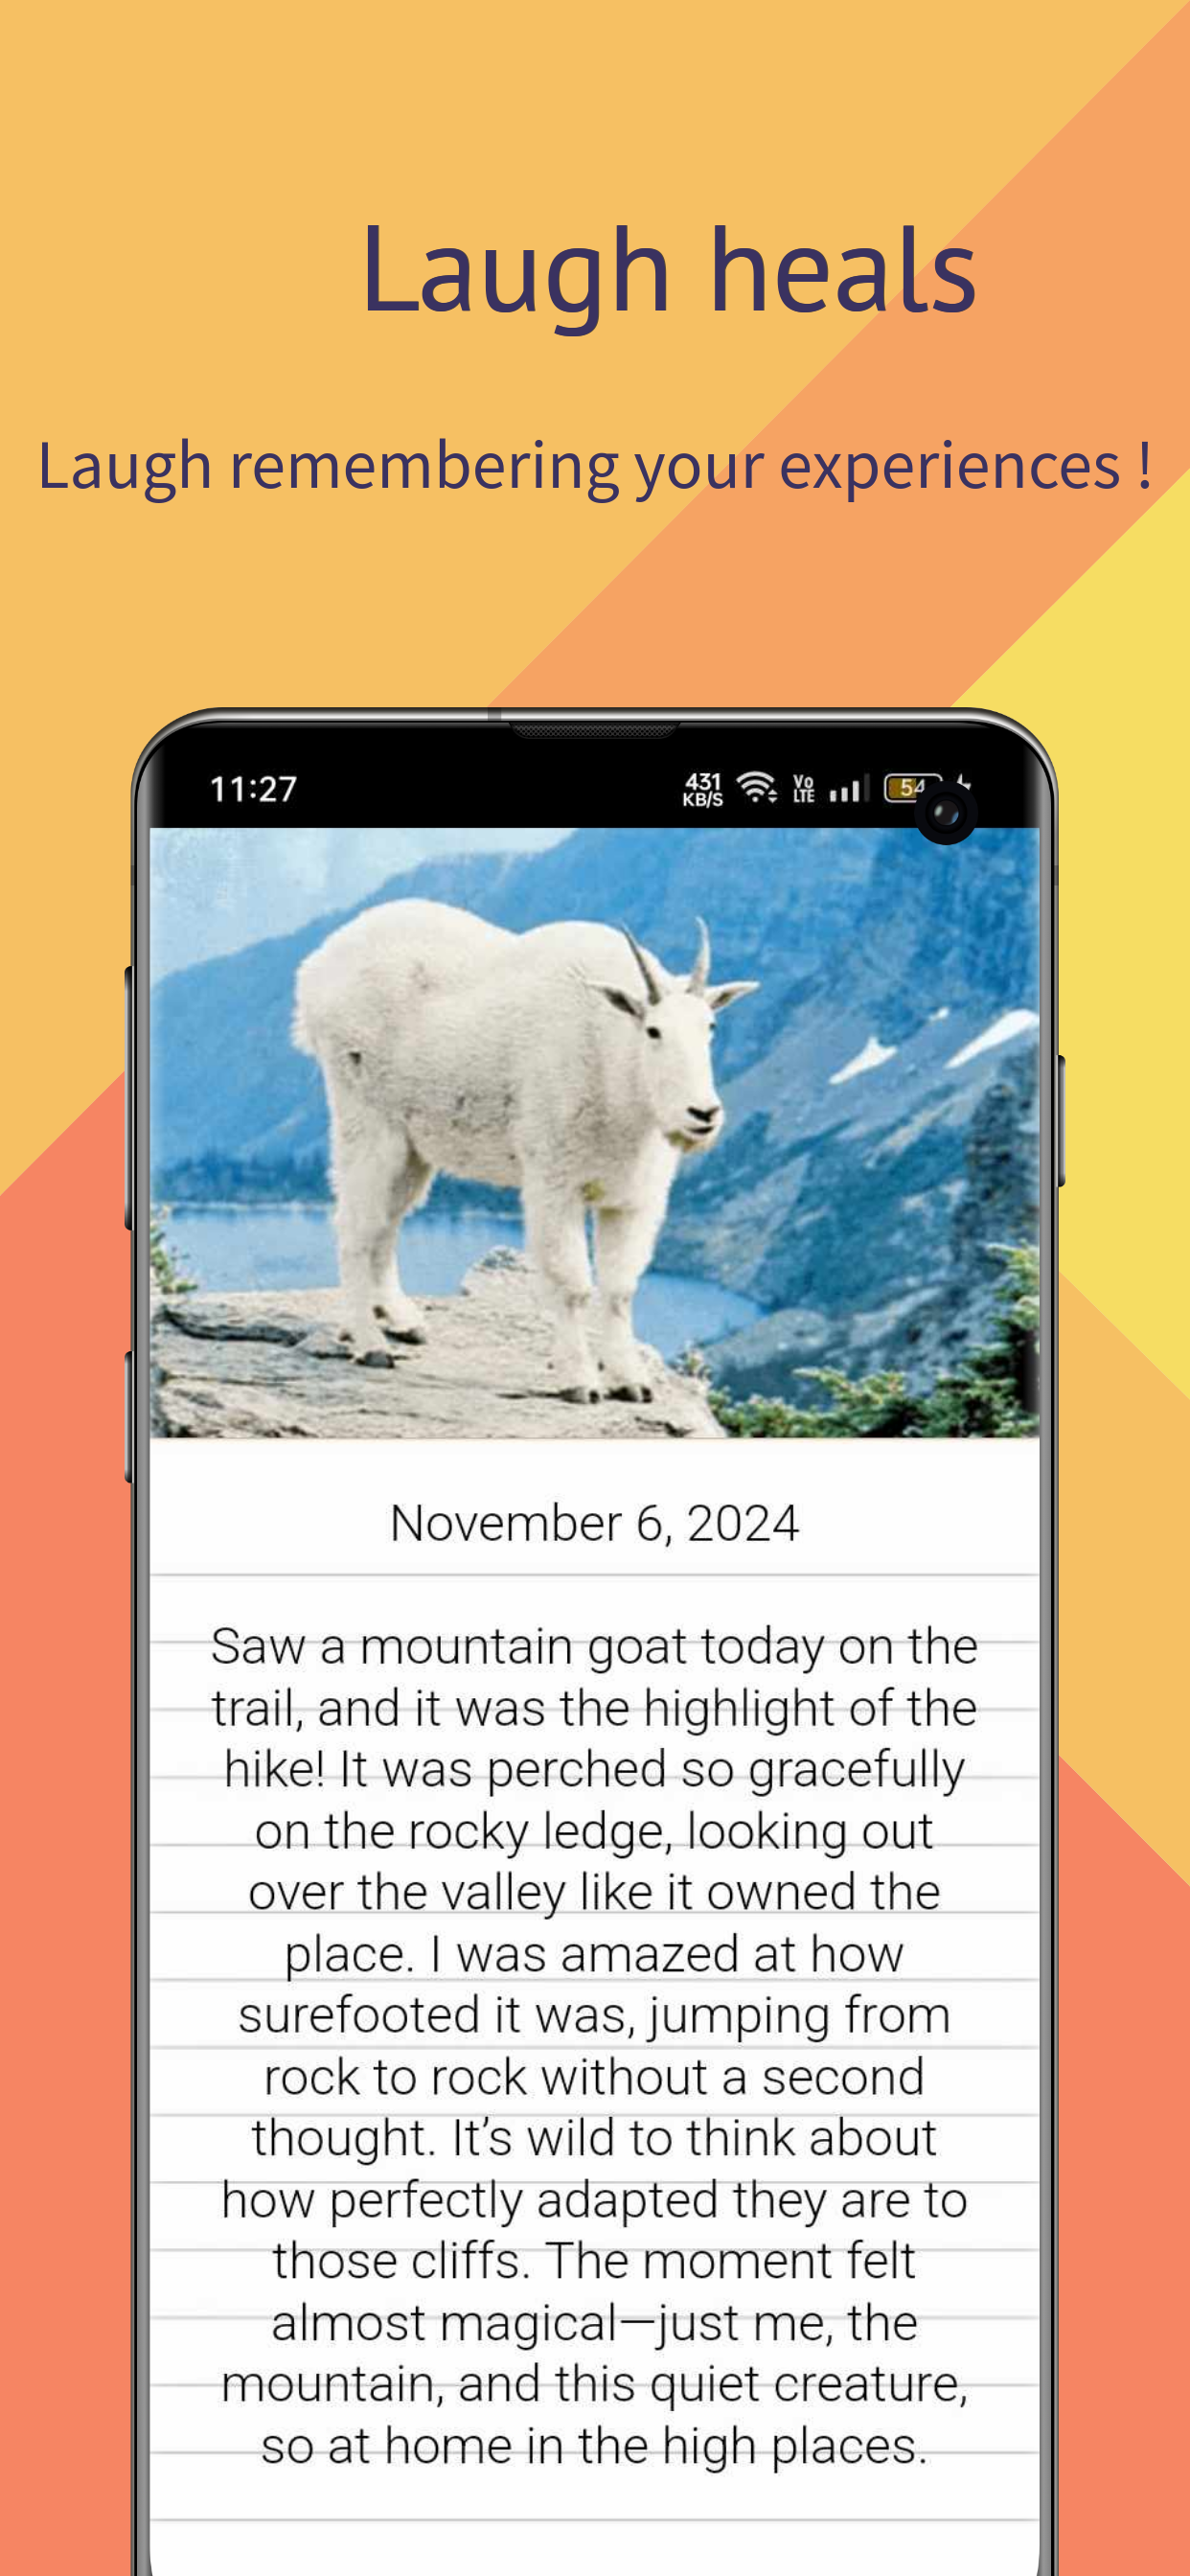 Laugh heals
Laugh remembering your experiences !
11:27
431
KB/S
Vo
LTE
54
November 6, 2024
Saw a mountain goat today on the
trail, and it was the highlight of the
hike! It was perched so gracefully
on the rocky ledge, looking out
over the valley like it owned the
place. I was amazed at how
surefooted it was, jumping from
rock to rock without a second
thought. It’s wild to think about
how perfectly adapted they are to
those cliffs. The moment felt
almost magical—just me, the
mountain, and this quiet creature,
so at home in the high places.